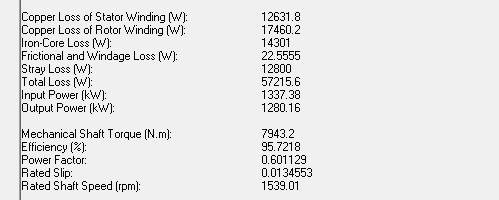 Copper Loss of Stator Winding (W): 12631.8
Copper Loss of Rotor Winding (W): 17460.2
Iron-Core Loss (W): 14301
Frictional and Windage Loss (W): 22.5555
Stray Loss (W): 12800
Total Loss (W): 57215.6
Input Power (kW): 1337.38
Output Power (kW): 1280.16
Mechanical Shaft Torque (N.m): 7943.2
Efficiency (%): 95.7218
Power Factor: 0.601129
Rated Slip: 0.0134553
Rated Shaft Speed (rpm): 1539.01